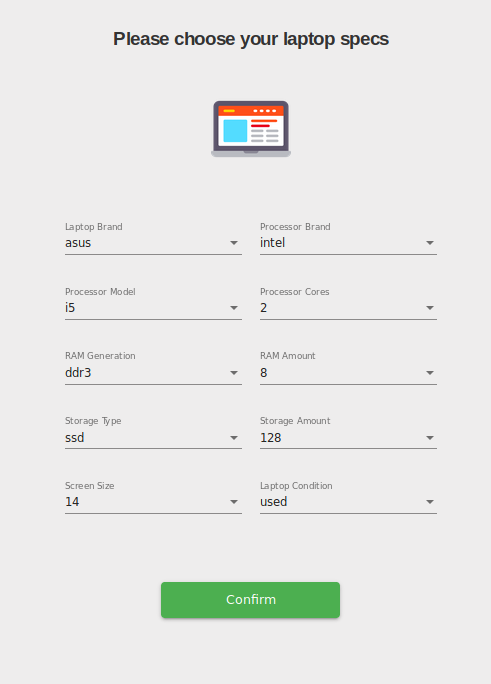 Please choose your laptop specs
Laptop Brand
Processor Brand
asus
intel
Processor Model
Processor Cores
i5
2
RAM Generation
RAM Amount
ddr3
8
Storage Type
Storage Amount
ssd
128
Screen Size
Laptop Condition
14
used
Confirm